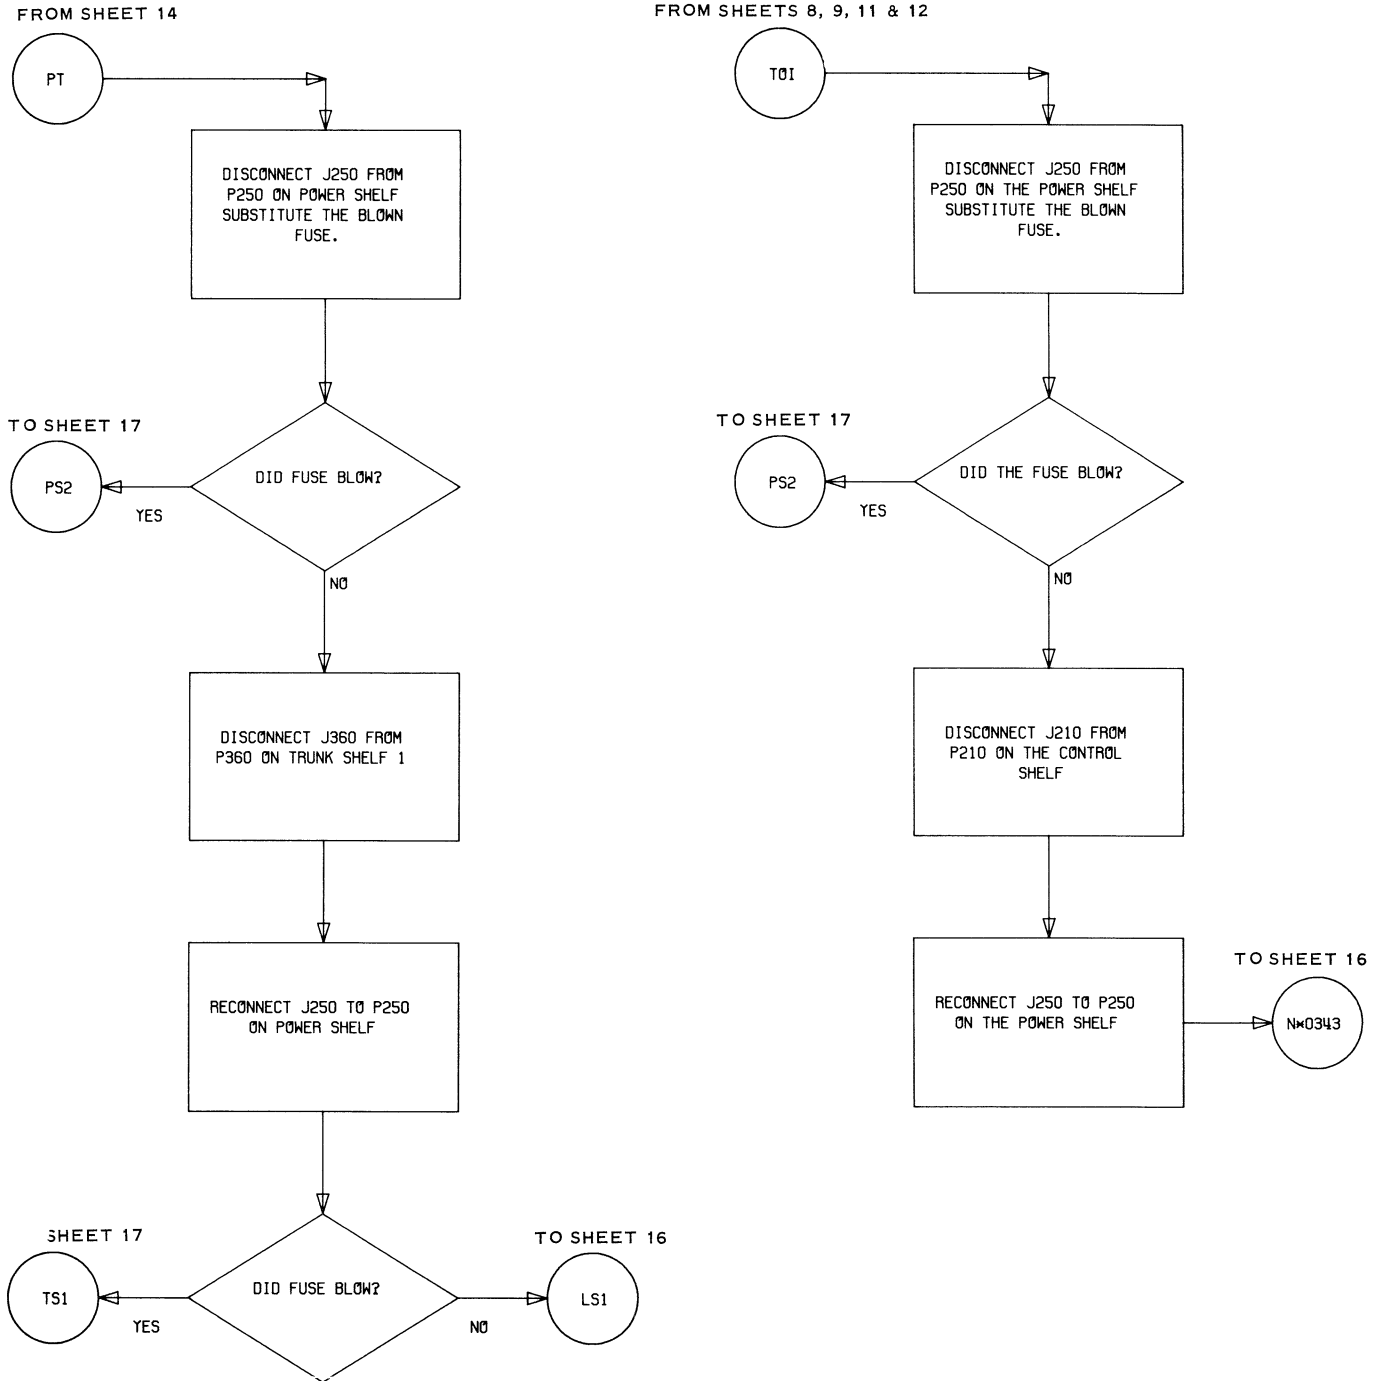 FROM SHEET 14
PT
DISCONNECT J250 FROM
P250 ON POWER SHELF
SUBSTITUTE THE BLOWN
FUSE.
TO SHEET 17
PS2
DID FUSE BLOW?
YES
NO
DISCONNECT J360 FROM
P360 ON TRUNK SHELF 1
RECONNECT J250 TO P250
ON POWER SHELF
SHEET 17
TS1
DID FUSE BLOW?
YES
NO
TO SHEET 16
LS1
FROM SHEETS 8, 9, 11 & 12
TOI
DISCONNECT J250 FROM
P250 ON THE POWER SHELF
SUBSTITUTE THE BLOWN
FUSE.
TO SHEET 17
PS2
DID THE FUSE BLOW?
YES
NO
DISCONNECT J210 FROM
P210 ON THE CONTROL
SHELF
RECONNECT J250 TO P250
ON THE POWER SHELF
TO SHEET 16
N*0343